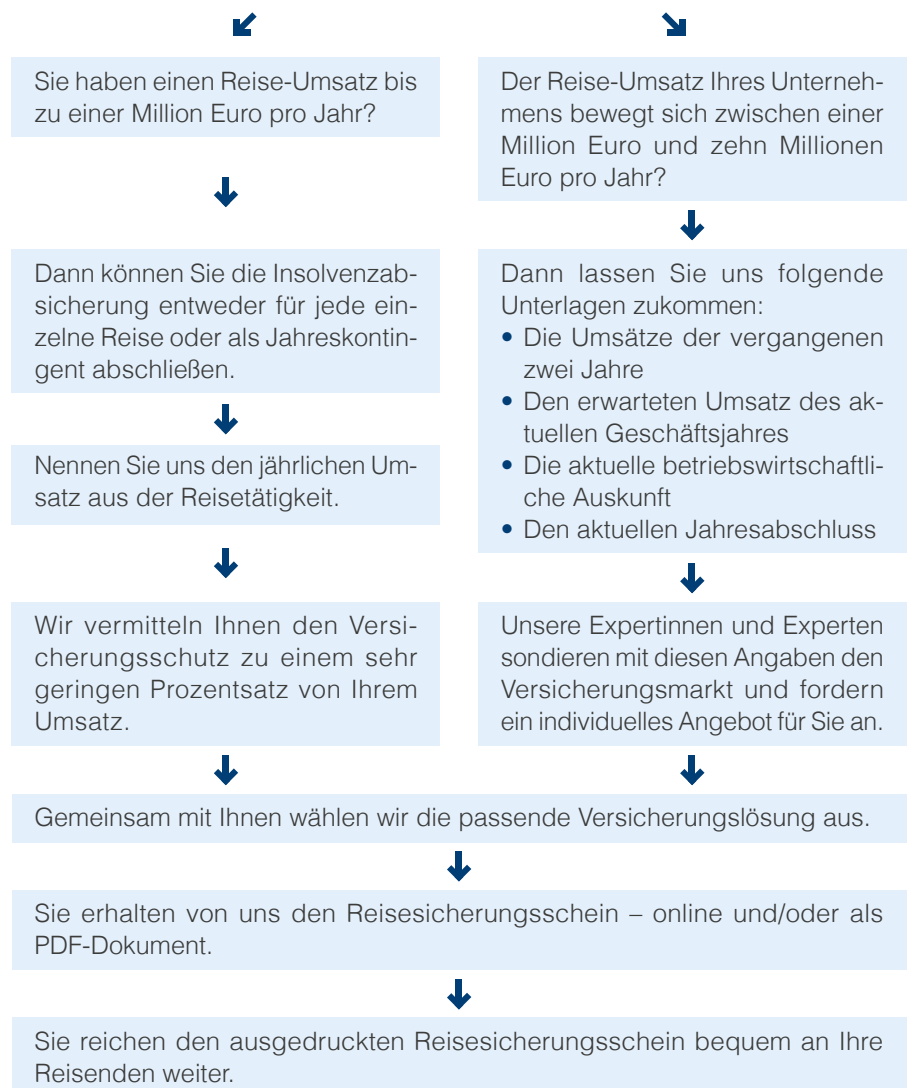 Sie haben einen Reise-Umsatz bis
zu einer Million Euro pro Jahr?
Dann können Sie die Insolvenzab-
sicherung entweder für jede ein-
zelne Reise oder als Jahreskontin-
gent abschließen.
Nennen Sie uns den jährlichen Um-
satz aus der Reisetätigkeit.
Wir vermitteln Ihnen den Versi-
cherungsschutz zu einem sehr
geringen Prozentsatz von Ihrem
Umsatz.
Der Reise-Umsatz Ihres Unterneh-
mens bewegt sich zwischen einer
Million Euro und zehn Millionen
Euro pro Jahr?
Dann lassen Sie uns folgende
Unterlagen zukommen:
• Die Umsätze der vergangenen
zwei Jahre
• Den erwarteten Umsatz des ak-
tuellen Geschäftsjahres
• Die aktuelle betriebswirtschaftli-
che Auskunft
• Den aktuellen Jahresabschluss
Unsere Expertinnen und Experten
sondieren mit diesen Angaben den
Versicherungsmarkt und fordern
ein individuelles Angebot für Sie an.
Gemeinsam mit Ihnen wählen wir die passende Versicherungslösung aus.
Sie erhalten von uns den Reisesicherungsschein – online und/oder als
PDF-Dokument.
Sie reichen den ausgedruckten Reisesicherungsschein bequem an Ihre
Reisenden weiter.